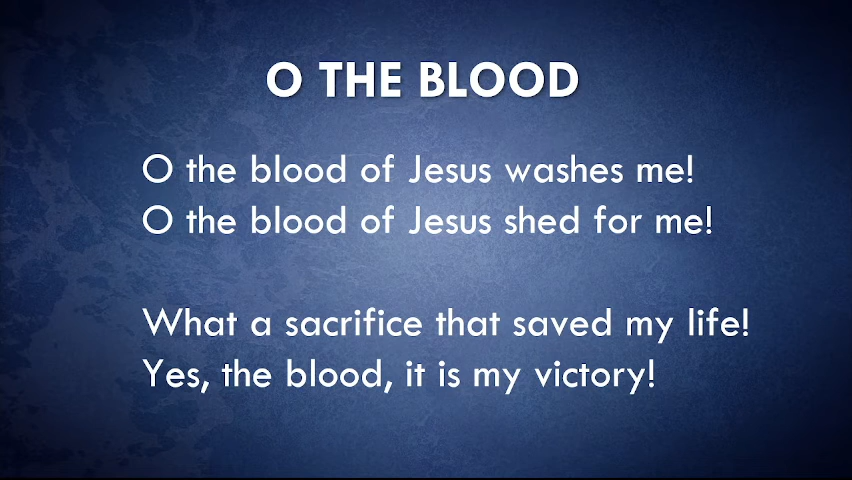 O THE BLOOD
O the blood of Jesus washes me!
O the blood of Jesus shed for me!
What a sacrifice that saved my life!
Yes, the blood, it is my victory!